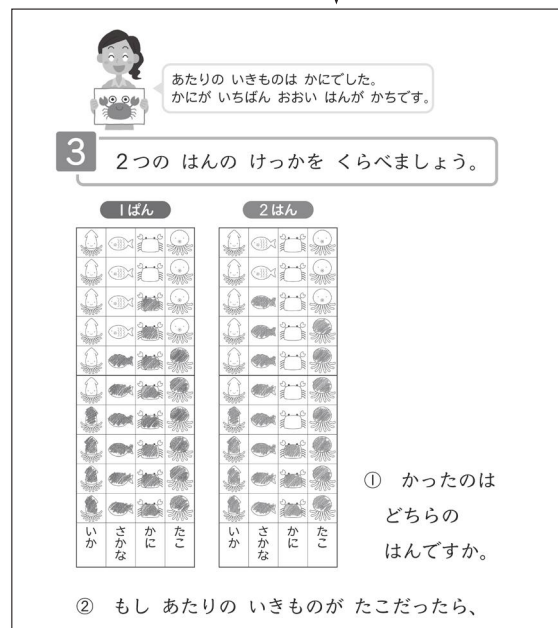 あたりの いきものは かにでした。
かにが いちばん おおい はんが かちです。
3 2つの はんの けっかを くらべましょう。
1ぱん 2はん
いか さかな かに たこ いか さかな かに たこ
① かったのは
どちらの
はんですか。
② もし あたりの いきものが たこだったら、